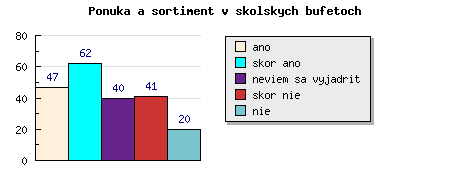 Ponuka a sortiment v skolskych bufetoch
80
60
40
20
0
47
62
40
41
20
ano
skor ano
neviem sa vyjadrit
skor nie
nie